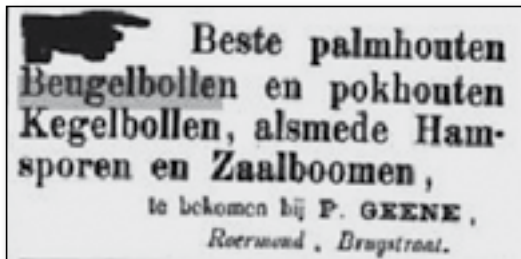 Beste palmhouten
Beugelbollen en pokhouten
Kegelbollen, alsmede Ham-
sporen en Zaalboomen,
te bekomen bij P. GEENE,
Roermond, Brugstraat.